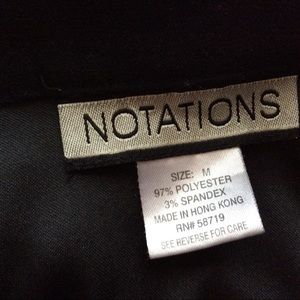 NOTATIONS
SIZE: M
97% POLYESTER
3% SPANDEX
MADE IN HONG KONG
RN# 58719
SEE REVERSE FOR CARE